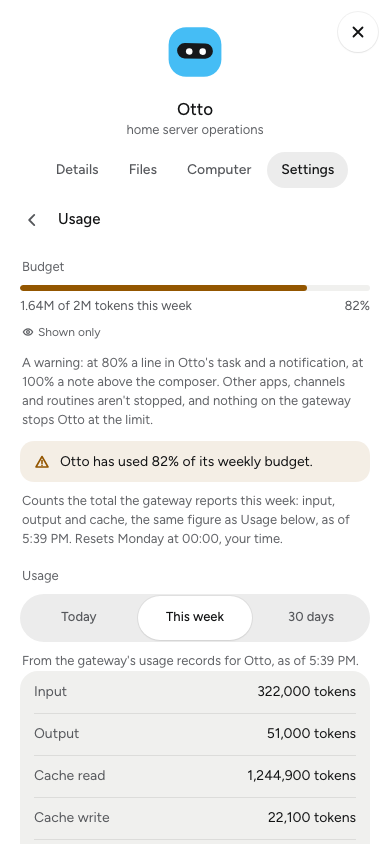 Otto
home server operations
Details Files Computer Settings
Usage
Budget
1.64M of 2M tokens this week 82%
Shown only
A warning: at 80% a line in Otto's task and a notification, at
100% a note above the composer. Other apps, channels
and routines aren't stopped, and nothing on the gateway
stops Otto at the limit.
Otto has used 82% of its weekly budget.
Counts the total the gateway reports this week: input,
output and cache, the same figure as Usage below, as of
5:39 PM. Resets Monday at 00:00, your time.
Usage
Today This week 30 days
From the gateway's usage records for Otto, as of 5:39 PM.
Input 322,000 tokens
Output 51,000 tokens
Cache read 1,244,900 tokens
Cache write 22,100 tokens